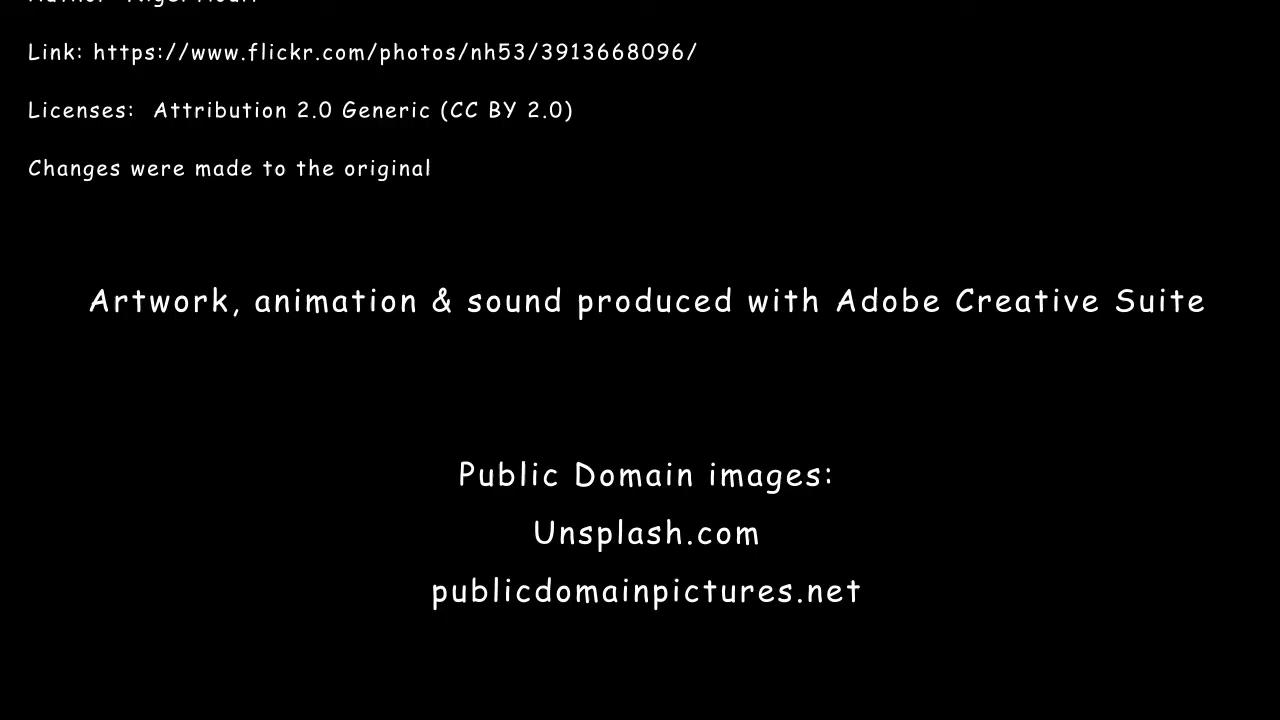 Link: https://www.flickr.com/photos/nh53/3913668096/
Licenses: Attribution 2.0 Generic (CC BY 2.0)
Changes were made to the original
Artwork, animation & sound produced with Adobe Creative Suite
Public Domain images:
Unsplash.com
publicdomainpictures.net